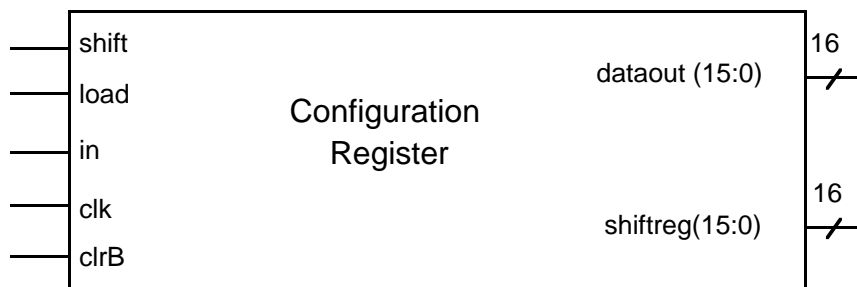 shift
load
in
clk
clrB
Configuration
Register
dataout (15:0)
16
shiftreg(15:0)
16